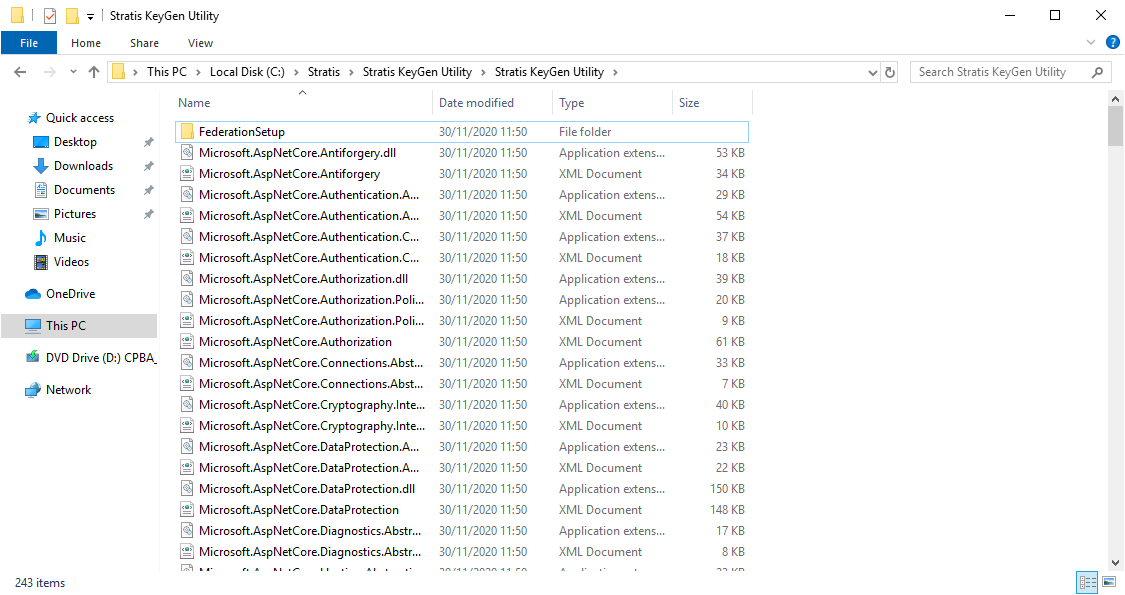 Stratis KeyGen Utility
File Home Share View
This PC Local Disk (C:) Stratis Stratis KeyGen Utility Stratis KeyGen Utility Search Stratis KeyGen Utility
Name Date modified Type Size
Quick access
Desktop
Downloads
Documents
Pictures
Music
Videos
OneDrive
This PC
DVD Drive (D:) CPBA_
Network
FederationSetup 30/11/2020 11:50 File folder
Microsoft.AspNetCore.Antiforgery.dll 30/11/2020 11:50 Application extens... 53 KB
Microsoft.AspNetCore.Antiforgery 30/11/2020 11:50 XML Document 34 KB
Microsoft.AspNetCore.Authentication.A... 30/11/2020 11:50 Application extens... 29 KB
Microsoft.AspNetCore.Authentication.A... 30/11/2020 11:50 XML Document 54 KB
Microsoft.AspNetCore.Authentication.C... 30/11/2020 11:50 Application extens... 37 KB
Microsoft.AspNetCore.Authentication.C... 30/11/2020 11:50 XML Document 18 KB
Microsoft.AspNetCore.Authorization.dll 30/11/2020 11:50 Application extens... 39 KB
Microsoft.AspNetCore.Authorization.Poli... 30/11/2020 11:50 Application extens... 20 KB
Microsoft.AspNetCore.Authorization.Poli... 30/11/2020 11:50 XML Document 9 KB
Microsoft.AspNetCore.Authorization 30/11/2020 11:50 XML Document 61 KB
Microsoft.AspNetCore.Connections.Abst... 30/11/2020 11:50 Application extens... 33 KB
Microsoft.AspNetCore.Connections.Abst... 30/11/2020 11:50 XML Document 7 KB
Microsoft.AspNetCore.Cryptography.Inte... 30/11/2020 11:50 Application extens... 40 KB
Microsoft.AspNetCore.Cryptography.Inte... 30/11/2020 11:50 XML Document 10 KB
Microsoft.AspNetCore.DataProtection.A... 30/11/2020 11:50 Application extens... 23 KB
Microsoft.AspNetCore.DataProtection.A... 30/11/2020 11:50 XML Document 22 KB
Microsoft.AspNetCore.DataProtection.dll 30/11/2020 11:50 Application extens... 150 KB
Microsoft.AspNetCore.DataProtection 30/11/2020 11:50 XML Document 148 KB
Microsoft.AspNetCore.Diagnostics.Abstr... 30/11/2020 11:50 Application extens... 17 KB
Microsoft.AspNetCore.Diagnostics.Abstr... 30/11/2020 11:50 XML Document 8 KB
243 items